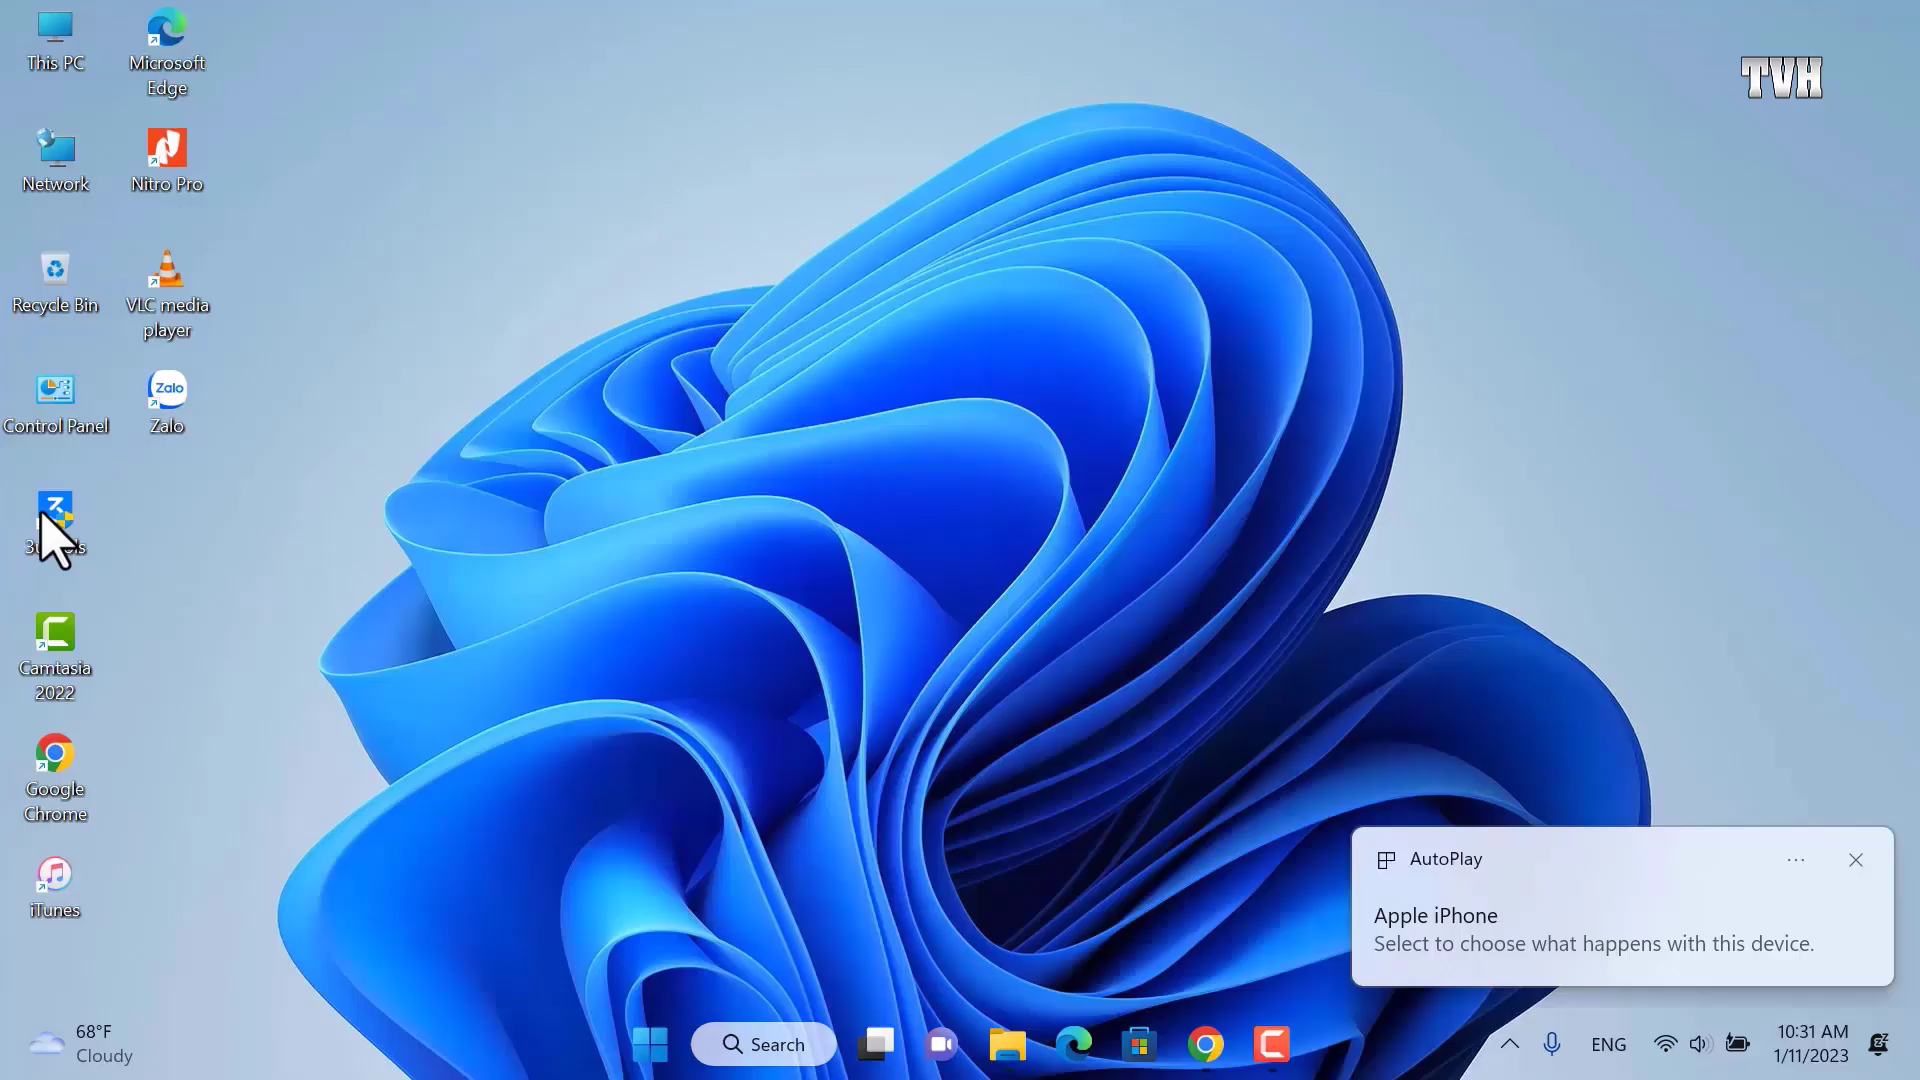 This PC
Microsoft
Edge
TVH
Network
Nitro Pro
Recycle Bin
VLC media
player
Control Panel
Zalo
Zalo
Camtasia
2022
Google
Chrome
iTunes
AutoPlay
Apple iPhone
Select to choose what happens with this device.
68°F
Cloudy
Search
ENG
10:31 AM
1/11/2023